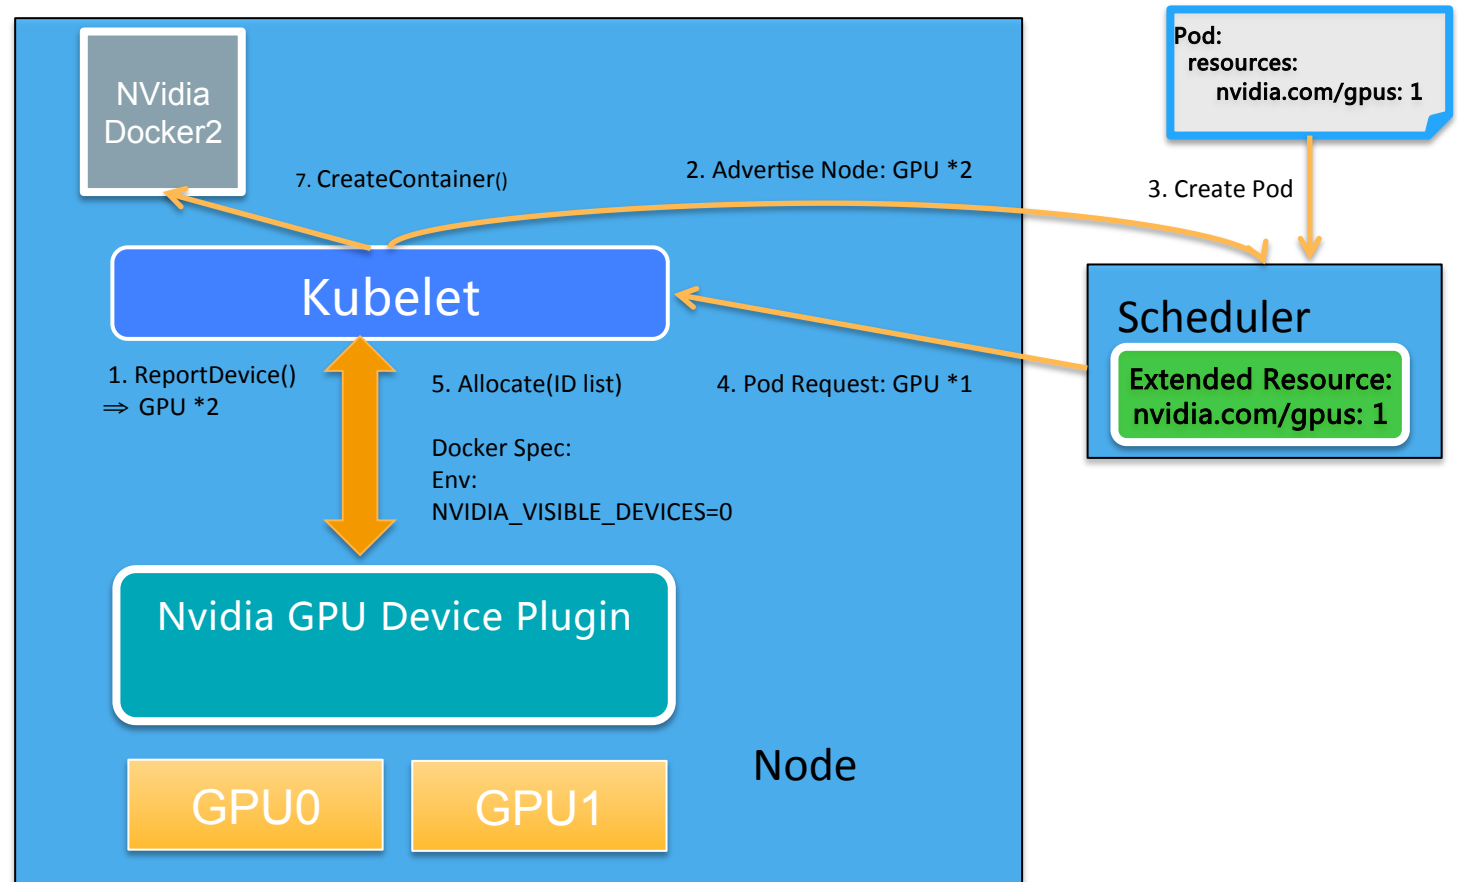 NVidia
Docker2
7. CreateContainer()
2. Advertise Node: GPU *2
Pod:
resources:
nvidia.com/gpus: 1
3. Create Pod
Kubelet
Scheduler
Extended Resource:
nvidia.com/gpus: 1
1. ReportDevice()
⇒ GPU *2
5. Allocate(ID list)
4. Pod Request: GPU *1
Docker Spec:
Env:
NVIDIA_VISIBLE_DEVICES=0
Nvidia GPU Device Plugin
Node
GPU0
GPU1